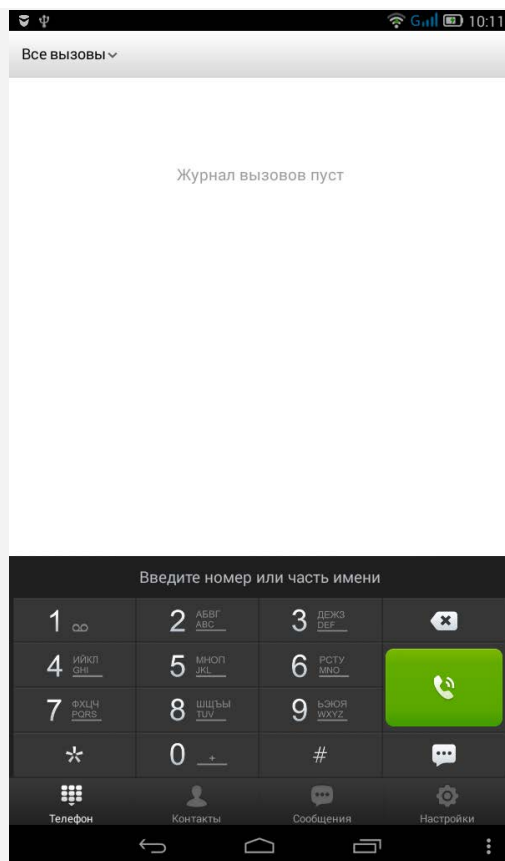 G 10:11
Все вызовы
Журнал вызовов пуст
Введите номер или часть имени
1 2 АБВГ ABC 3 ДЕЖЗ DEF
4 ИЙКЛ GHI 5 МНОП JKL 6 РСТУ MNO
7 ФХЦЧ PQRS 8 ШЩЪЫ TUV 9 ЬЭЮЯ WXYZ
* 0 + #
Телефон Контакты Сообщения Настройки